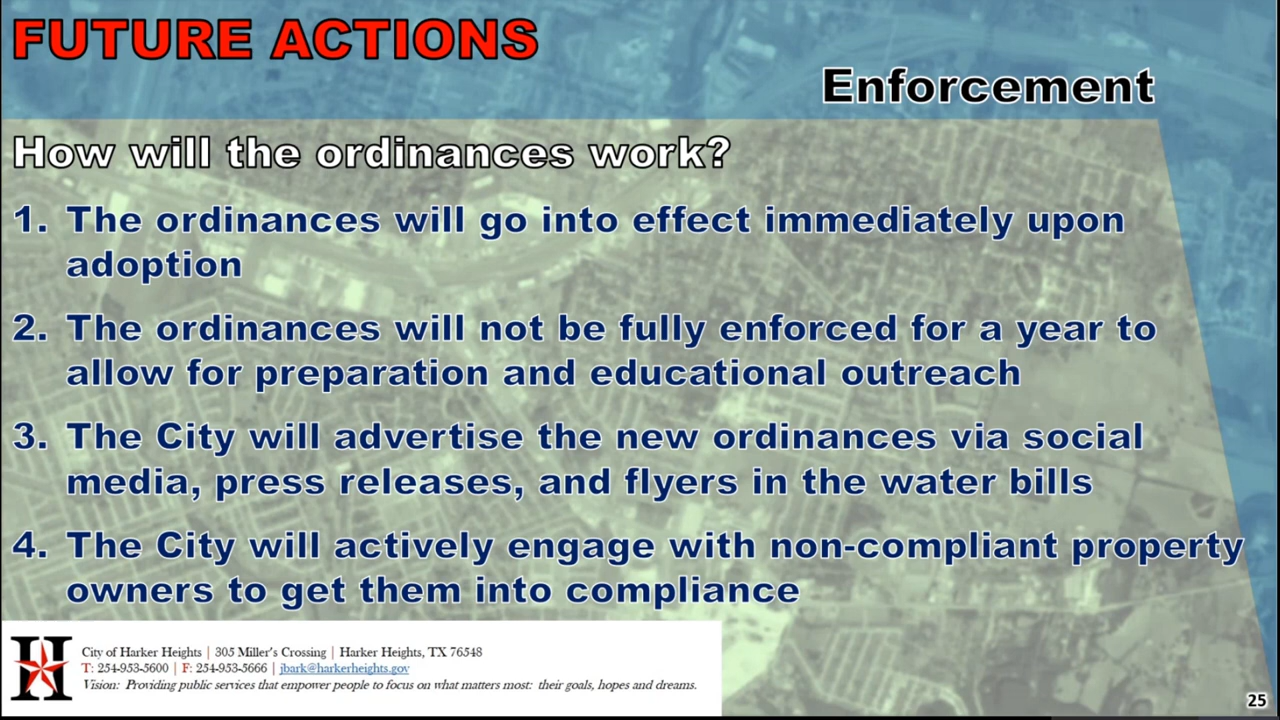 FUTURE ACTIONS
Enforcement
How will the ordinances work?
1. The ordinances will go into effect immediately upon
adoption
2. The ordinances will not be fully enforced for a year to
allow for preparation and educational outreach
3. The City will advertise the new ordinances via social
media, press releases, and flyers in the water bills
4. The City will actively engage with non-compliant property
owners to get them into compliance
H
City of Harker Heights | 305 Miller's Crossing | Harker Heights, TX 76548
T: 254-953-5600 | F: 254-953-5666 | jbark@harkerheights.gov
Vision: Providing public services that empower people to focus on what matters most: their goals, hopes and dreams.
25